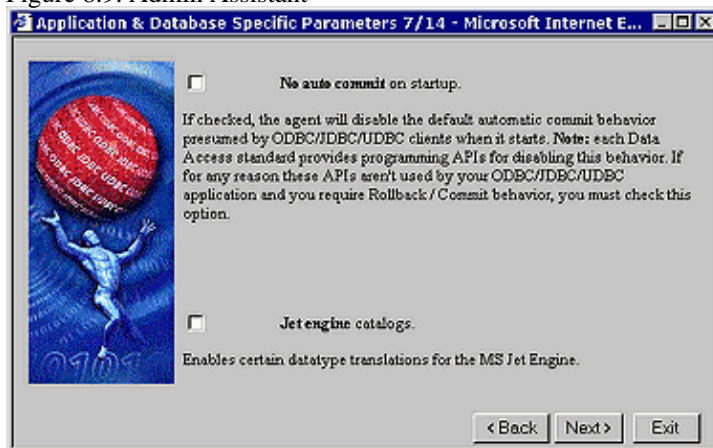 Figure 6.9. Admin Assistant
Application & Database Specific Parameters 7/14 - Microsoft Internet E...
No auto commit on startup.
If checked, the agent will disable the default automatic commit behavior
presumed by ODBC/JDBC/UDBC clients when it starts. Note: each Data
Access standard provides programming APIs for disabling this behavior. If
for any reason these APIs aren't used by your ODBC/JDBC/UDBC
application and you require Rollback / Commit behavior, you must check this
option.
Jet engine catalogs.
Enables certain datatype translations for the MS Jet Engine.
<Back
Next>
Exit